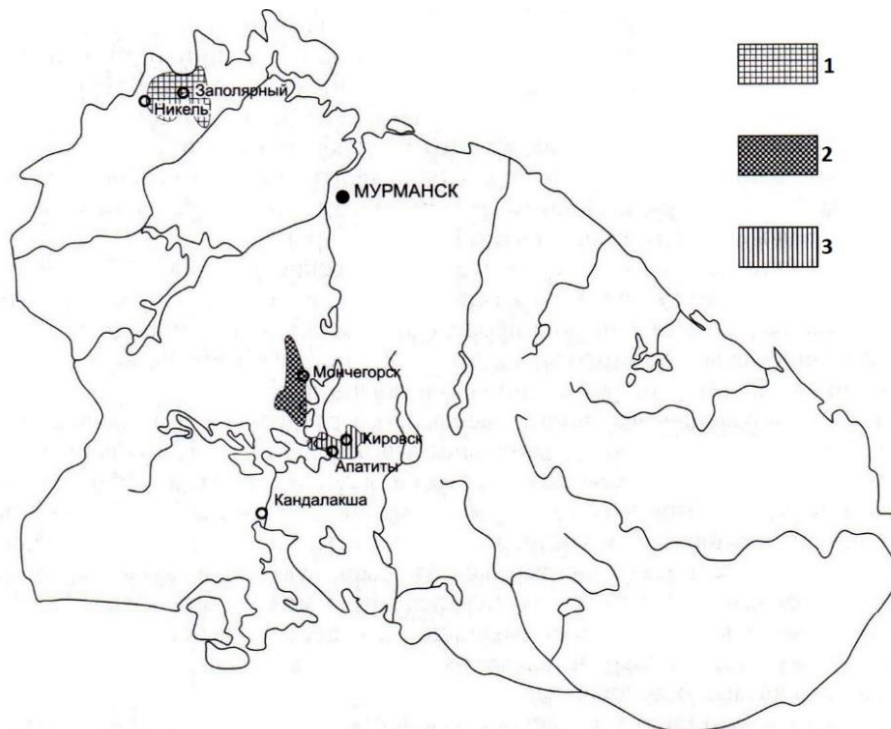 Заполярный
1
Никель
2
МУРМАНСК
3
Мончегорск
Кировск
Апатиты
Кандалакша